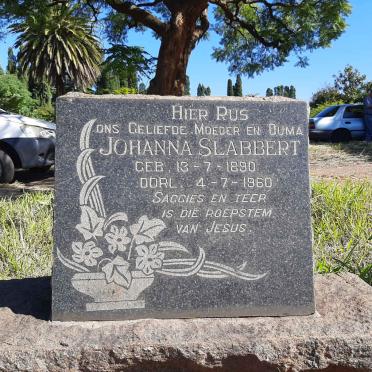 HIER RUS
ONS GELIEFDE MOEDER EN OUMA
JOHANNA SLABBERT
GEB. 13-7-1890
OORL. 4-7-1960
SAGGIES EN TEER
IS DIE ROEPSTEM
VAN JESUS.